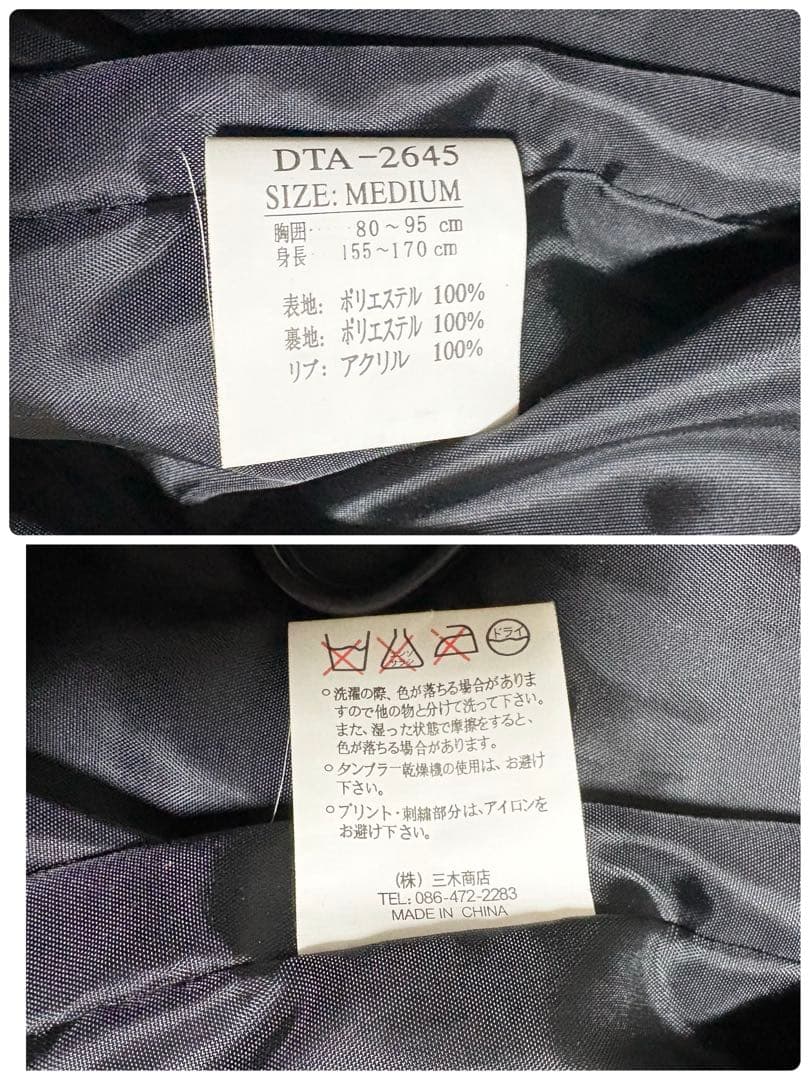 DTA-2645
SIZE: MEDIUM
胸囲‥‥ 80～95 cm
身長‥ 155～170 cm
表地: ポリエステル 100%
裏地: ポリエステル 100%
リブ: アクリル 100%
エンソ
サラシ
ドライ
○洗濯の際、色が落ちる場合がありま
すので他の物と分けて洗って下さい。
また、湿った状態で摩擦をすると、
色が落ちる場合があります。
○タンブラー乾燥機の使用は、お避け
下さい。
○プリント・刺繍部分は、アイロンを
お避け下さい。
(株) 三木商店
TEL: 086-472-2283
MADE IN CHINA